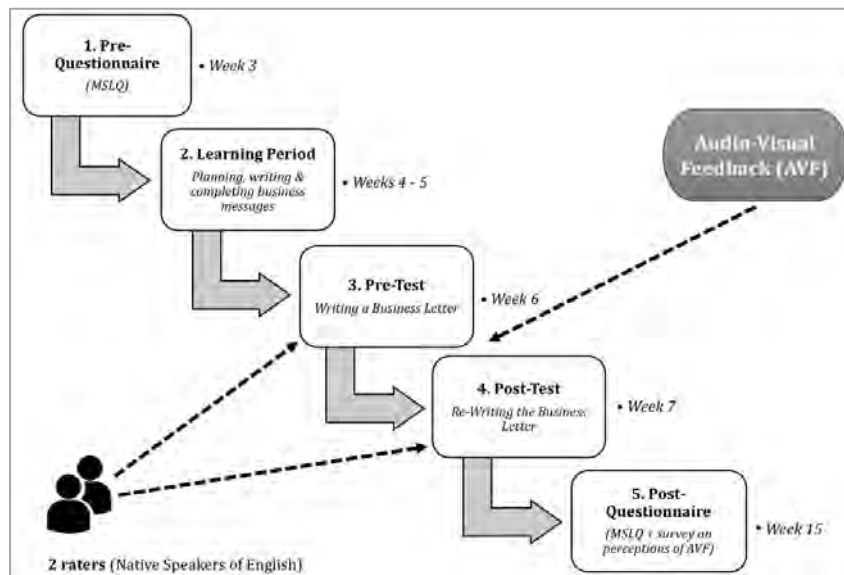 1. Pre-
Questionnaire
(MSLQ)
• Week 3
2. Learning Period
Planning, writing &
completing business
messages
• Weeks 4 - 5
Audio-Visual
Feedback (AVF)
3. Pre-Test
Writing a Business Letter
• Week 6
4. Post-Test
Re-Writing the Business
Letter
• Week 7
5. Post-
Questionnaire
(MSLQ + survey on
perceptions of AVF)
• Week 15
2 raters (Native Speakers of English)